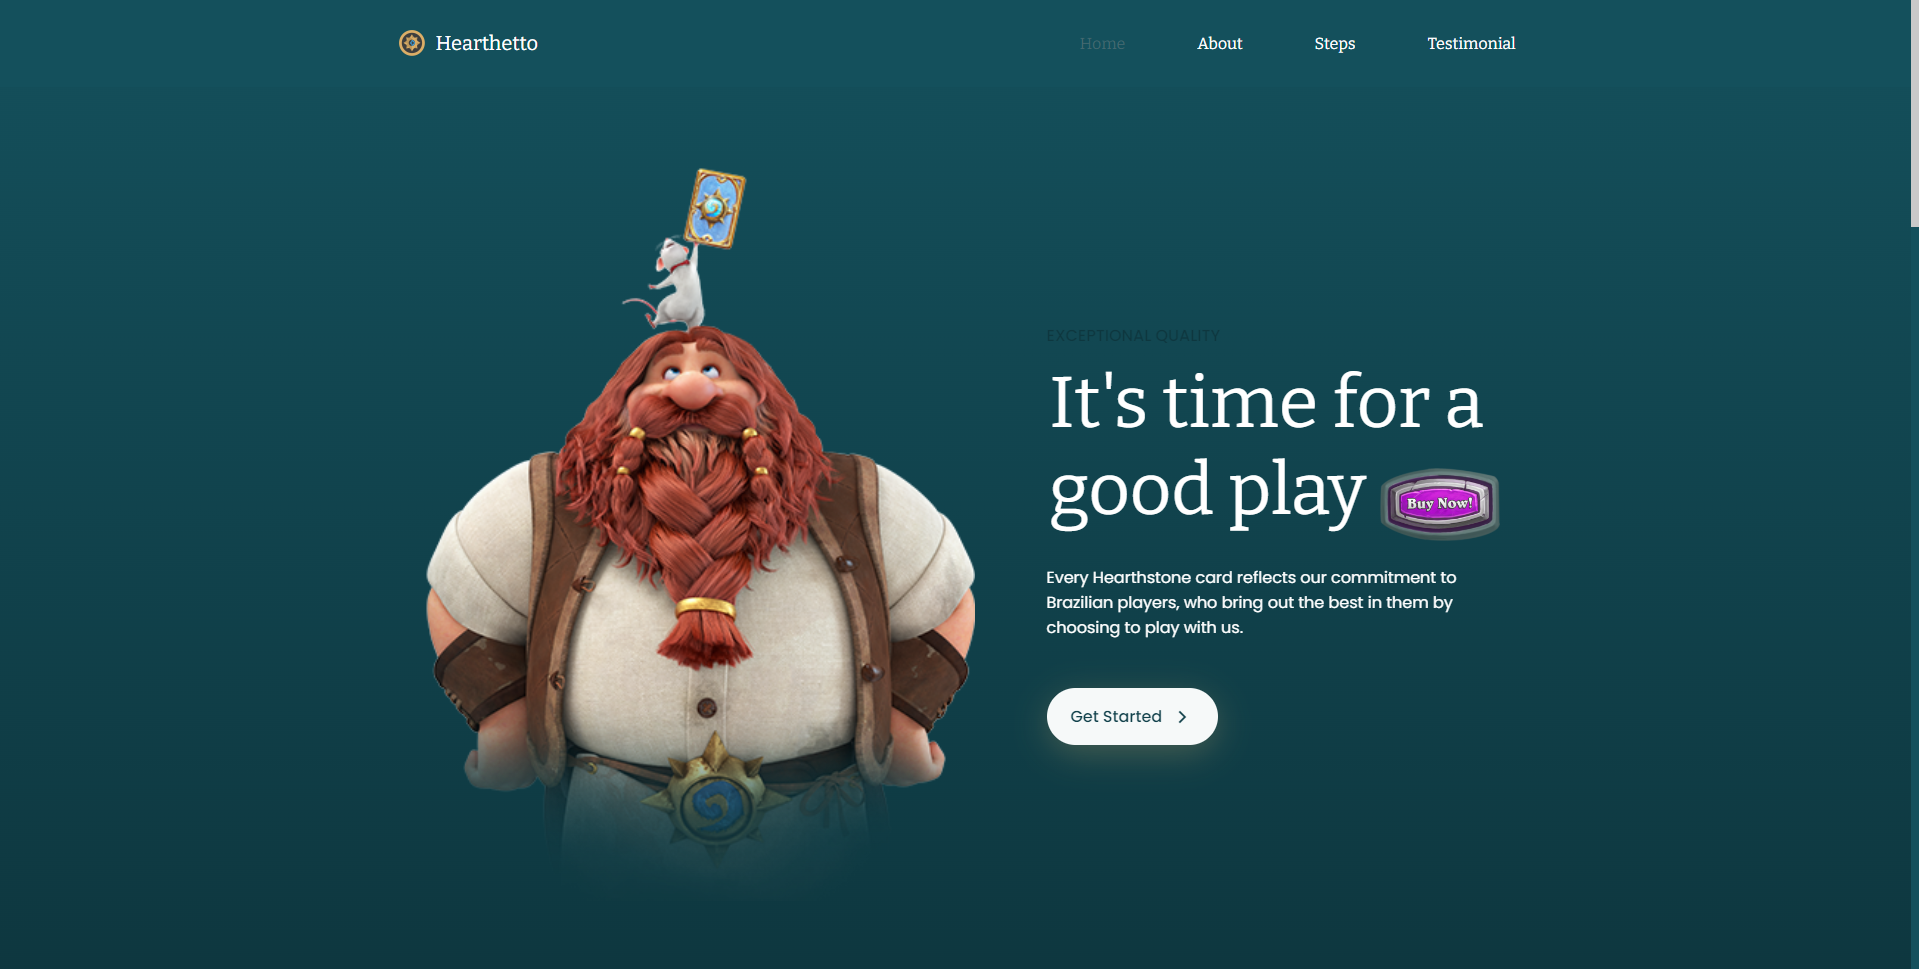 Hearthetto
Home
About
Steps
Testimonial
EXCEPTIONAL QUALITY
It's time for a
good play
Buy Now!
Every Hearthstone card reflects our commitment to
Brazilian players, who bring out the best in them by
choosing to play with us.
Get Started